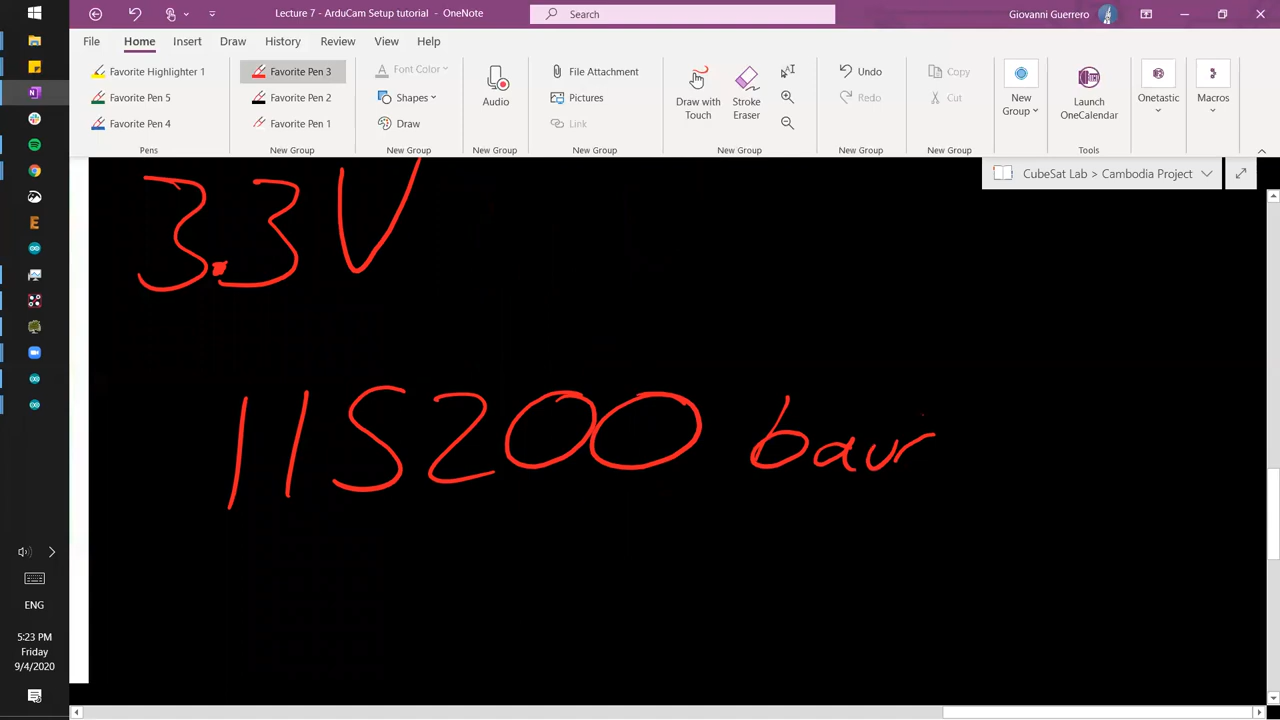 Lecture 7 - ArduCam Setup tutorial - OneNote
Search
Giovanni Guerrero
File Home Insert Draw History Review View Help
Favorite Highlighter 1
Favorite Pen 5
Favorite Pen 4
Pens
Favorite Pen 3
Favorite Pen 2
Favorite Pen 1
New Group
Font Color
Shapes
Draw
New Group
Audio
New Group
File Attachment
Pictures
Link
New Group
Draw with Touch
Stroke Eraser
New Group
Undo
Redo
New Group
Copy
Cut
New Group
New Group
Launch OneCalendar
Tools
Onetastic
Macros
CubeSat Lab > Cambodia Project
3.3V
115200 baur
ENG
5:23 PM
Friday
9/4/2020